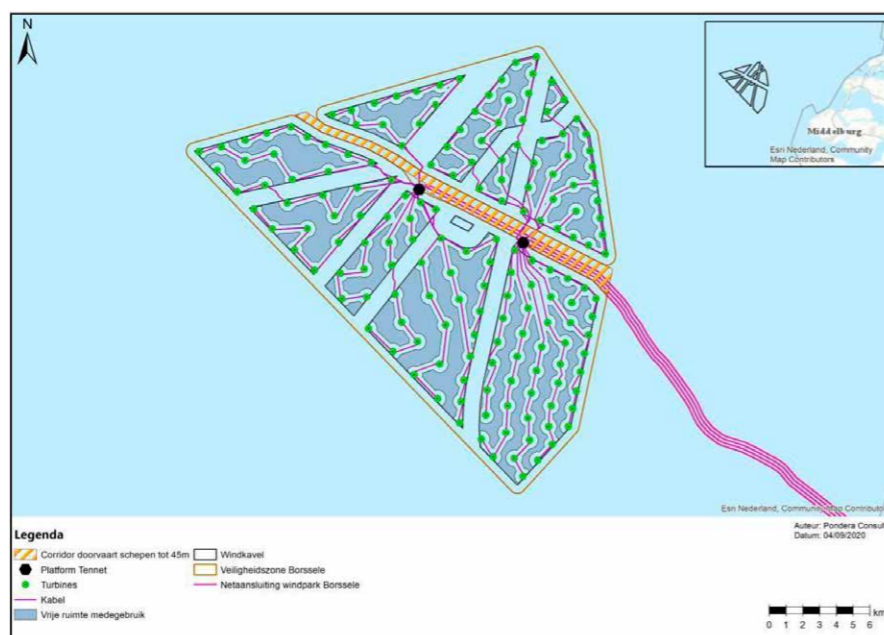 N
Middelburg
Esri Nederland, Community
Map Contributors
Esri Nederland, Community Map Contributor
Auteur: Pondera Consul
Datum: 04/09/2020
Legenda
Corridor doorvaart schepen tot 45m
Platform Tennet
Turbines
Kabel
Vrije ruimte medegebruik
Windkavel
Veiligheidszone Borssele
Netaansluiting windpark Borssele
km
0 1 2 3 4 5 6